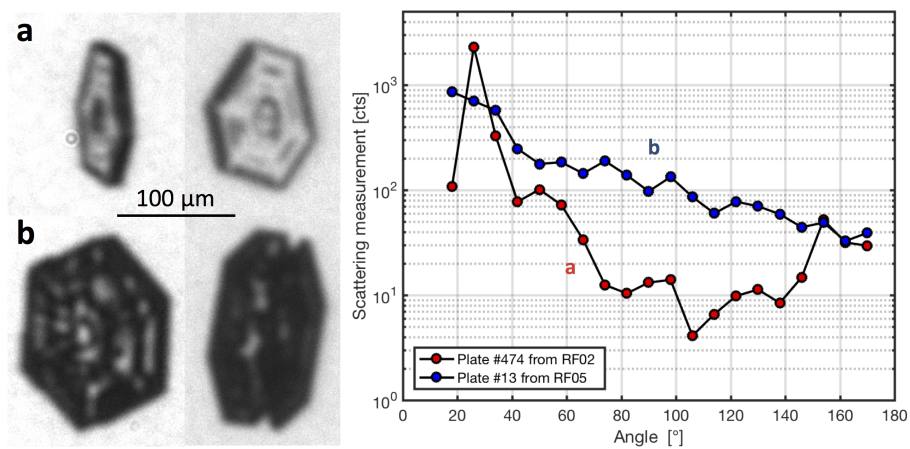 a
100 µm
b
Scattering measurement [cts]
10³
10²
10¹
10⁰
b
a
Plate #474 from RF02
Plate #13 from RF05
0 20 40 60 80 100 120 140 160 180
Angle [°]